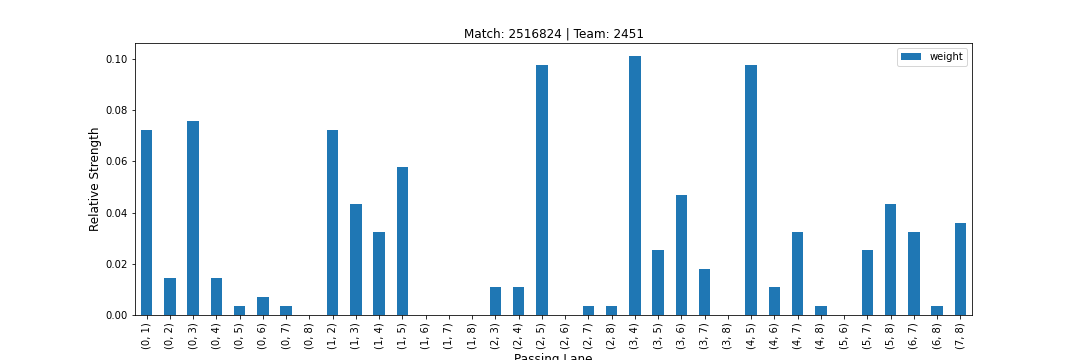 Match: 2516824 | Team: 2451
weight
Relative Strength
0.10
0.08
0.06
0.04
0.02
0.00
(0, 1) (0, 2) (0, 3) (0, 4) (0, 5) (0, 6) (0, 7) (0, 8) (1, 2) (1, 3) (1, 4) (1, 5) (1, 6) (1, 7) (1, 8) (2, 3) (2, 4) (2, 5) (2, 6) (2, 7) (2, 8) (3, 4) (3, 5) (3, 6) (3, 7) (3, 8) (4, 5) (4, 6) (4, 7) (4, 8) (5, 6) (5, 7) (5, 8) (6, 7) (6, 8) (7, 8)
Passing Lane